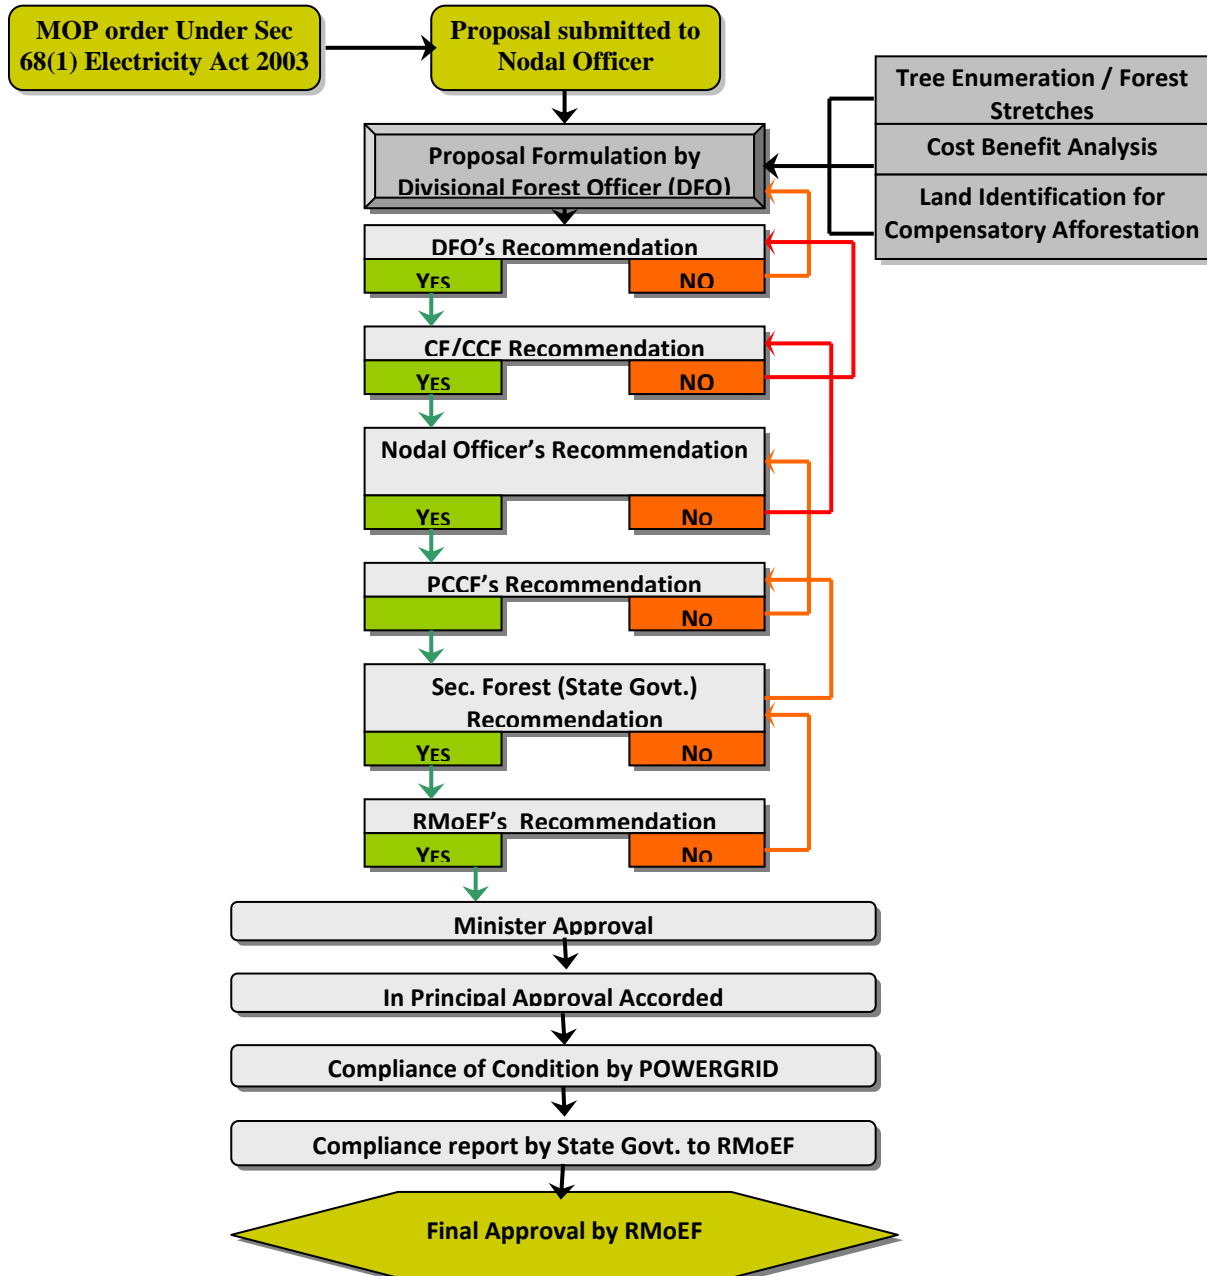 MOP order Under Sec
68(1) Electricity Act 2003
Proposal submitted to
Nodal Officer
Tree Enumeration / Forest
Stretches
Cost Benefit Analysis
Land Identification for
Compensatory Afforestation
Proposal Formulation by
Divisional Forest Officer (DFO)
DFO's Recommendation
YES
NO
CF/CCF Recommendation
YES
NO
Nodal Officer's Recommendation
YES
NO
PCCF's Recommendation
NO
Sec. Forest (State Govt.)
Recommendation
YES
NO
RMoEF's Recommendation
YES
NO
Minister Approval
In Principal Approval Accorded
Compliance of Condition by POWERGRID
Compliance report by State Govt. to RMoEF
Final Approval by RMoEF